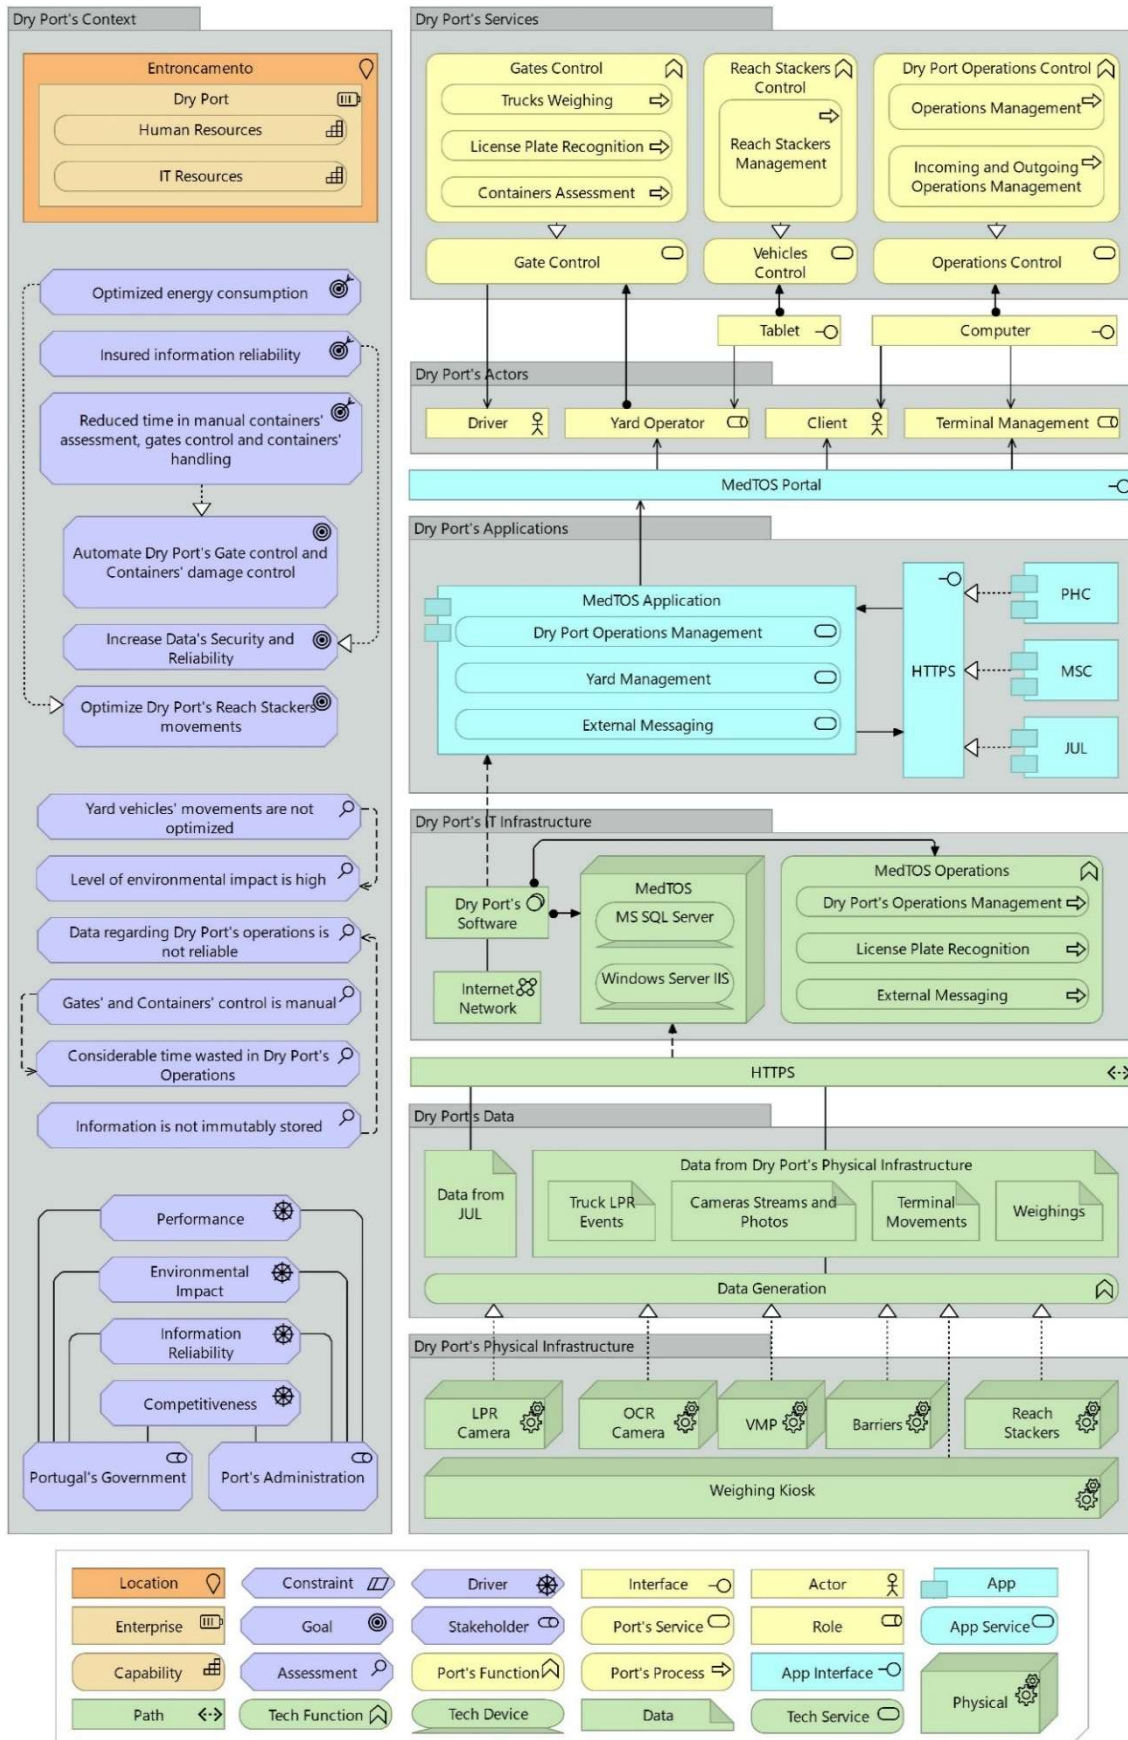 Dry Port's Context
Entroncamento
Dry Port
Human Resources
IT Resources
Optimized energy consumption
Insured information reliability
Reduced time in manual containers'
assessment, gates control and containers'
handling
Automate Dry Port's Gate control and
Containers' damage control
Increase Data's Security and
Reliability
Optimize Dry Port's Reach Stackers
movements
Yard vehicles' movements are not
optimized
Level of environmental impact is high
Data regarding Dry Port's operations is
not reliable
Gates' and Containers' control is manual
Considerable time wasted in Dry Port's
Operations
Information is not immutably stored
Performance
Environmental
Impact
Information
Reliability
Competitiveness
Portugal's Government
Port's Administration
Dry Port's Services
Gates Control
Trucks Weighing
License Plate Recognition
Containers Assessment
Reach Stackers
Control
Reach Stackers
Management
Dry Port Operations Control
Operations Management
Incoming and Outgoing
Operations Management
Gate Control
Vehicles
Control
Operations Control
Tablet
Computer
Dry Port's Actors
Driver
Yard Operator
Client
Terminal Management
MedTOS Portal
Dry Port's Applications
MedTOS Application
Dry Port Operations Management
Yard Management
External Messaging
HTTPS
PHC
MSC
JUL
Dry Port's IT Infrastructure
Dry Port's
Software
Internet
Network
MedTOS
MS SQL Server
Windows Server IIS
MedTOS Operations
Dry Port's Operations Management
License Plate Recognition
External Messaging
HTTPS
Dry Port's Data
Data from
JUL
Data from Dry Port's Physical Infrastructure
Truck LPR
Events
Cameras Streams and
Photos
Terminal
Movements
Weighings
Data Generation
Dry Port's Physical Infrastructure
LPR
Camera
OCR
Camera
VMP
Barriers
Reach
Stackers
Weighing Kiosk
Location
Constraint
Driver
Interface
Actor
App
Enterprise
Goal
Stakeholder
Port's Service
Role
App Service
Capability
Assessment
Port's Function
Port's Process
App Interface
Physical
Path
Tech Function
Tech Device
Data
Tech Service